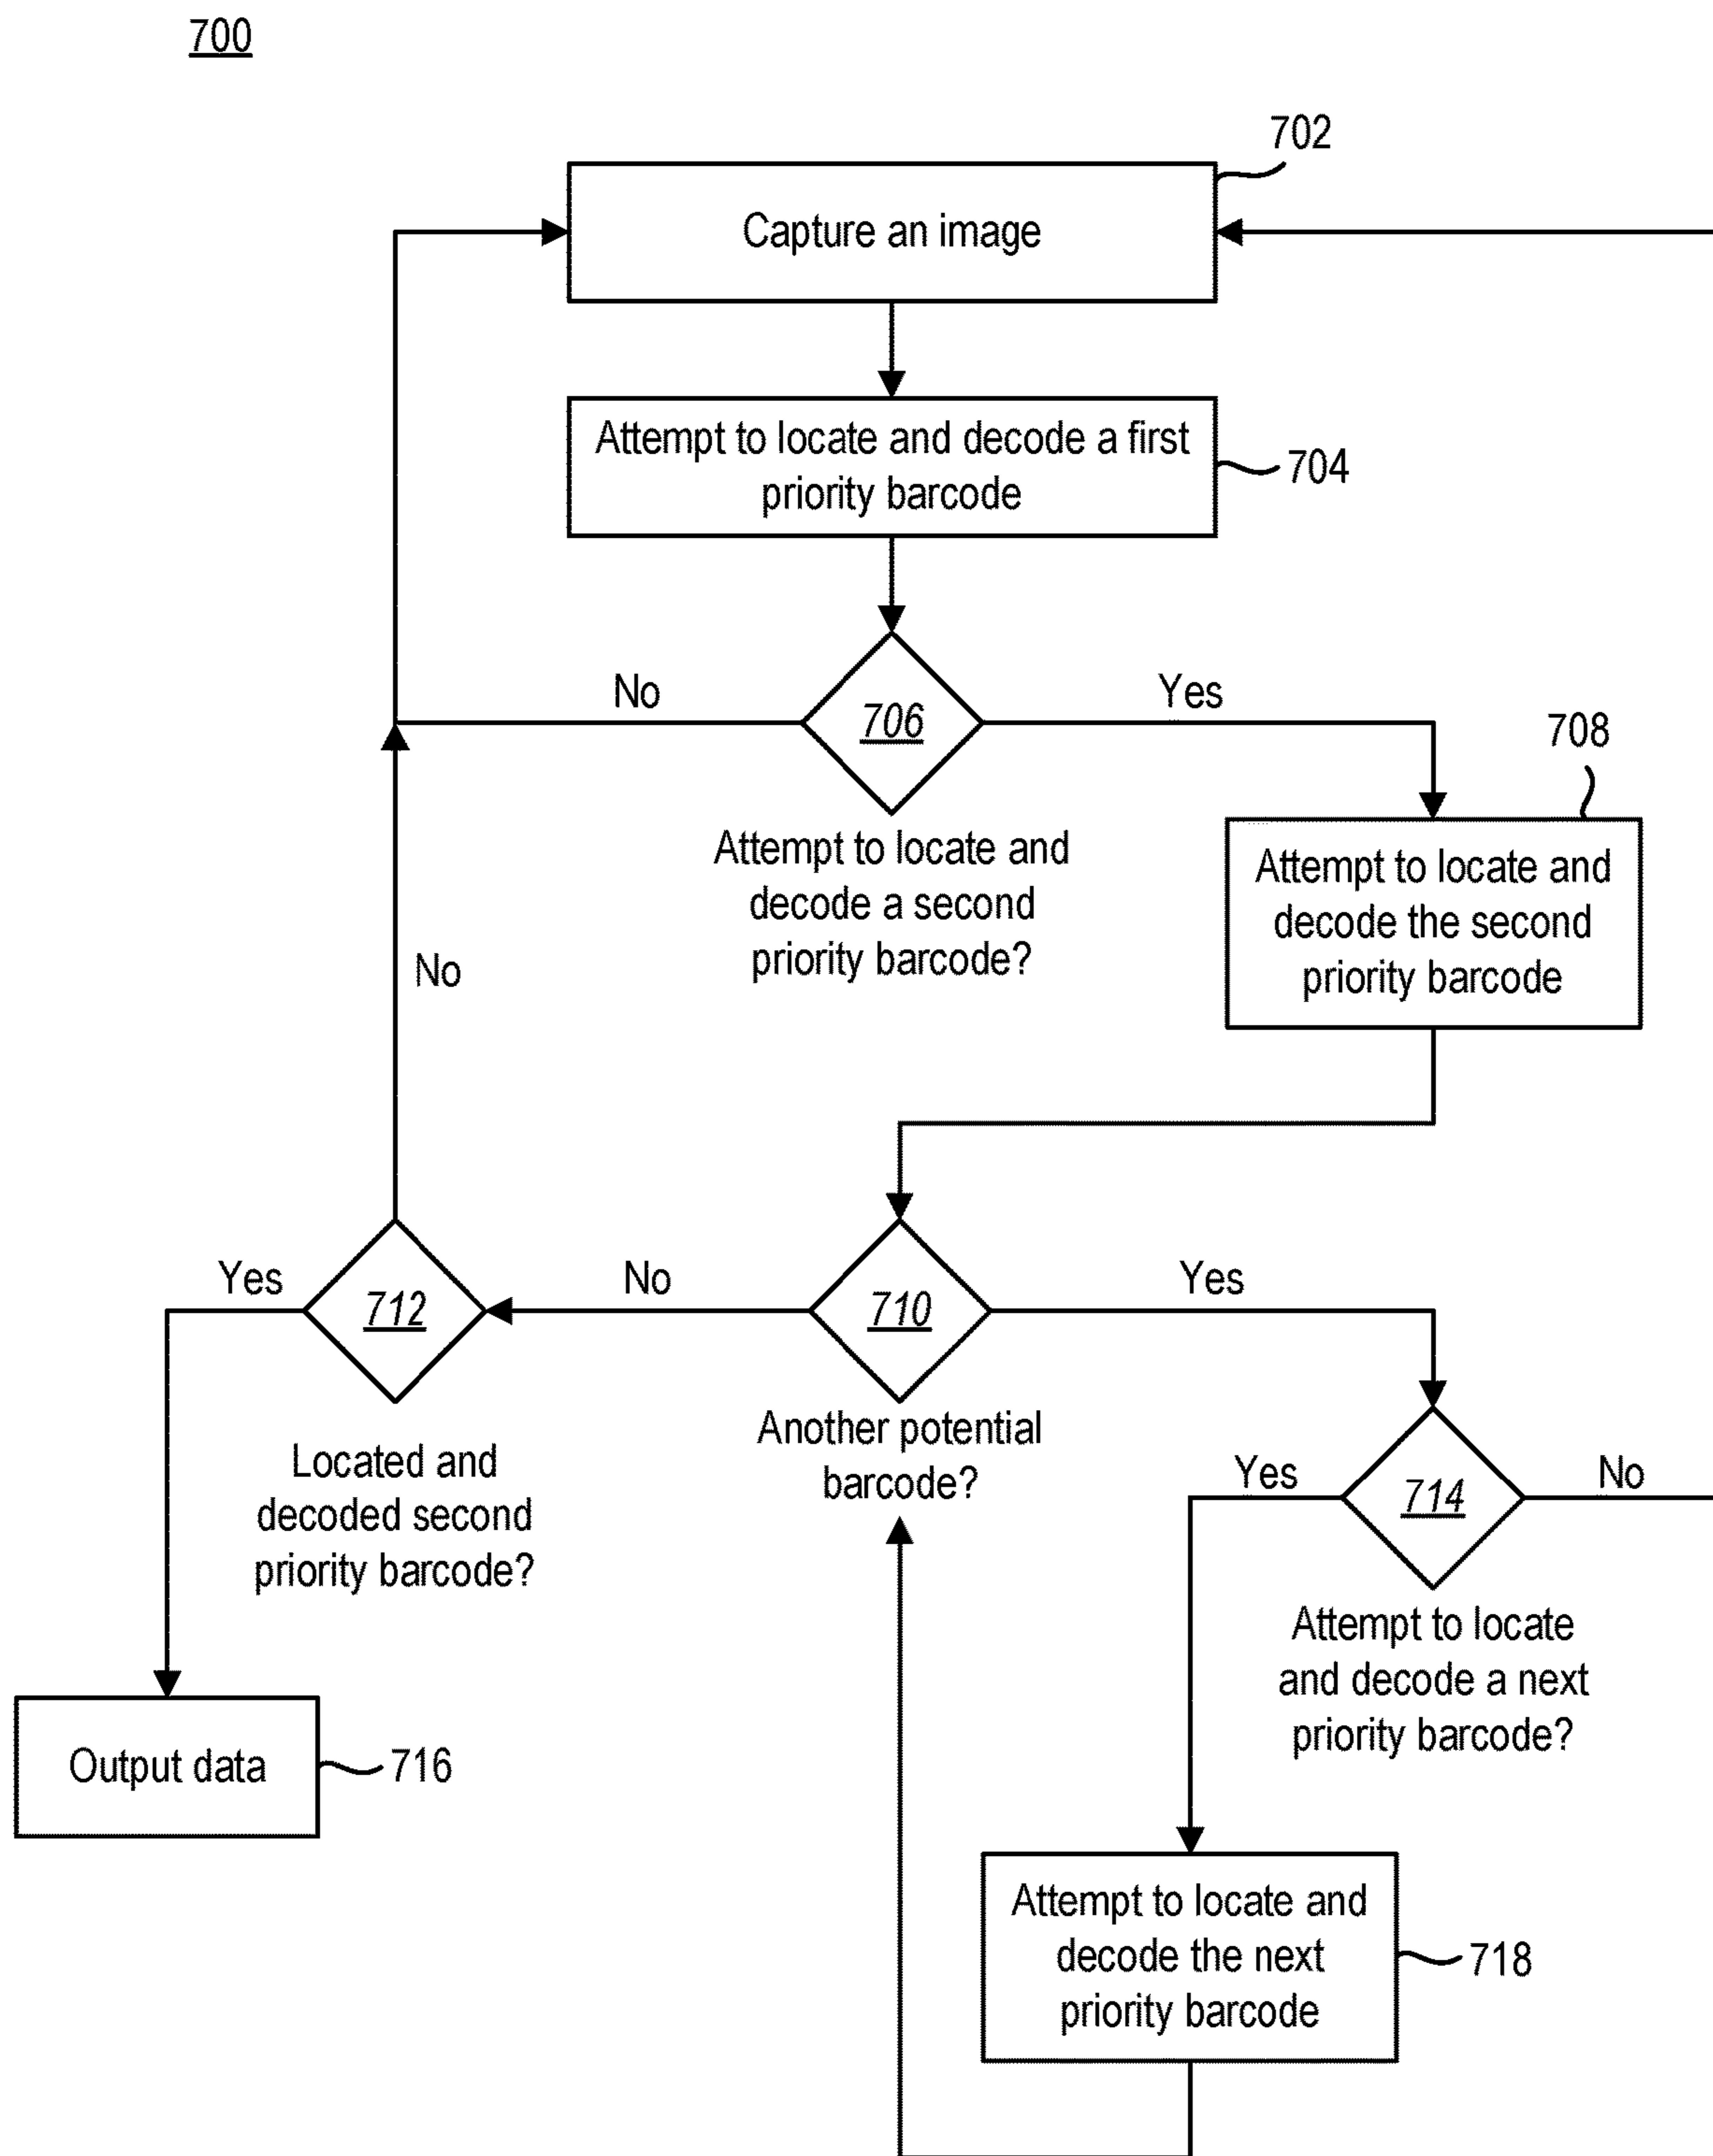 700
702
Capture an image
Attempt to locate and decode a first
priority barcode
704
No
Yes
706
708
Attempt to locate and
decode a second
priority barcode?
Attempt to locate and
decode the second
priority barcode
No
Yes
712
No
710
Yes
Located and
decoded second
priority barcode?
Another potential
barcode?
Yes
714
No
Attempt to locate
and decode a next
priority barcode?
Output data
716
Attempt to locate and
decode the next
priority barcode
718